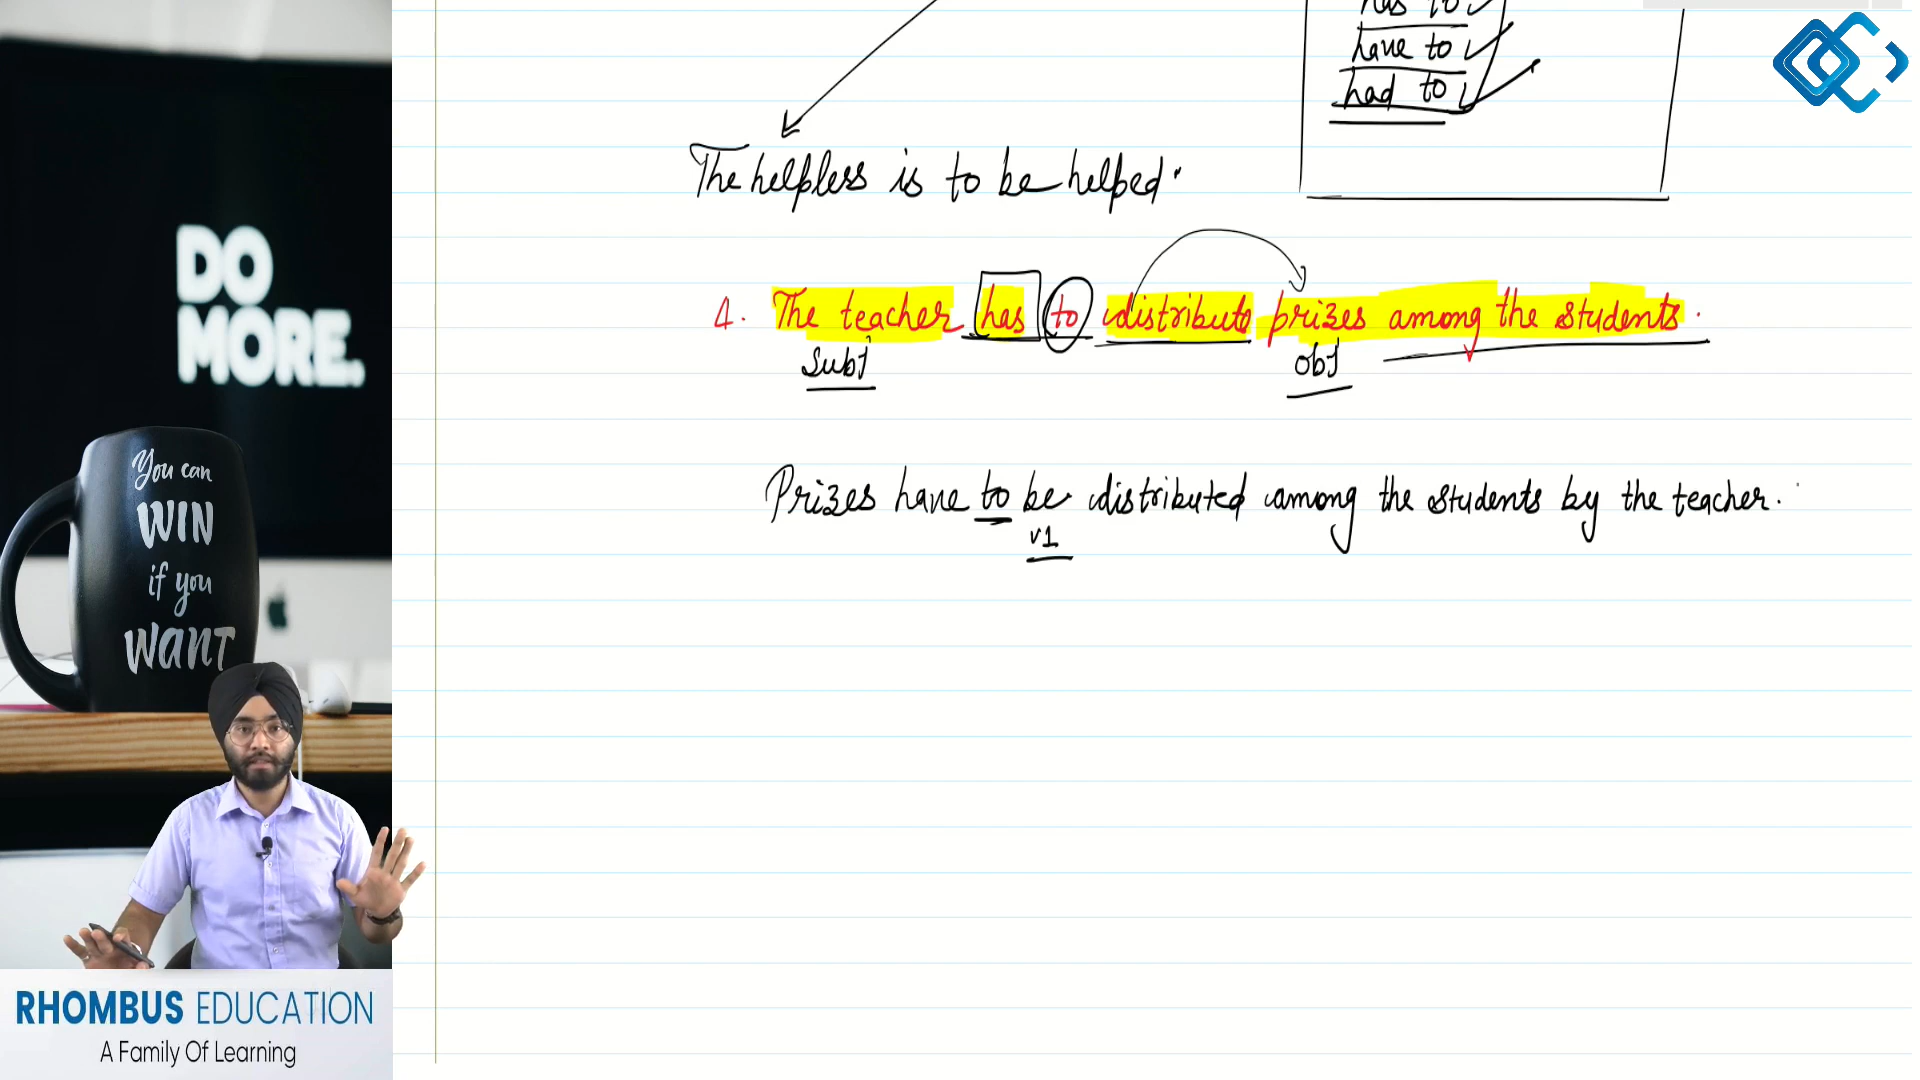 has to
have to
had to
The helpless is to be helped.
4. The teacher has to distribute prizes among the students.
Subj
Obj
Prizes have to be distributed among the students by the teacher.
v1
DO
MORE.
You can
WIN
if you
WANT
RHOMBUS EDUCATION
A Family Of Learning